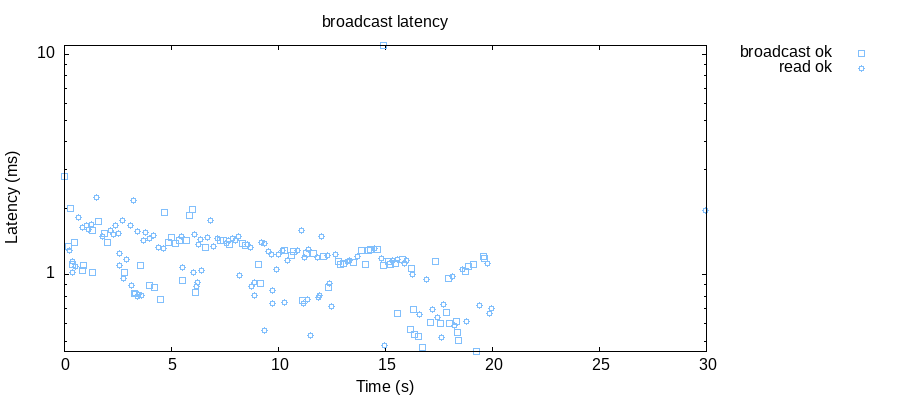 broadcast latency
broadcast ok
read ok
10
1
Latency (ms)
0 5 10 15 20 25 30
Time (s)